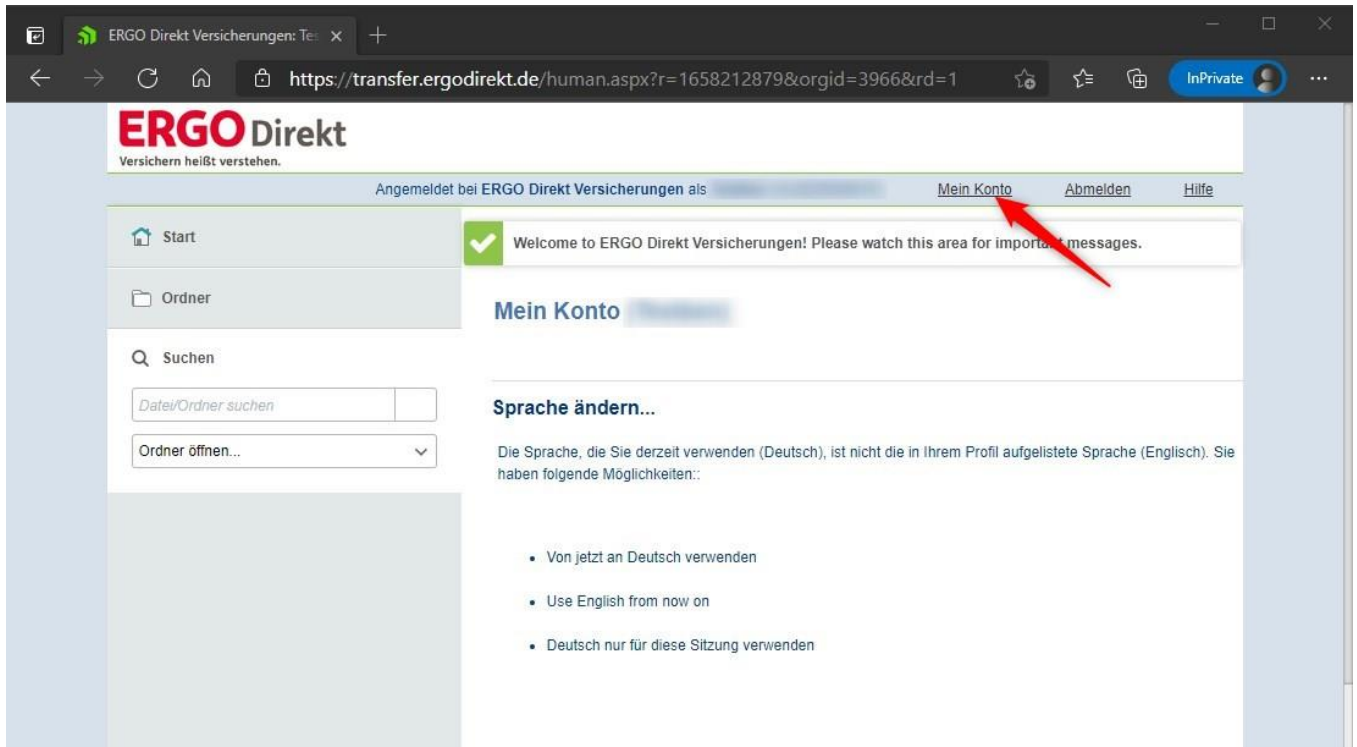 ERGO Direkt Versicherungen: Tes
https://transfer.ergodirekt.de/human.aspx?r=1658212879&orgid=3966&rd=1
InPrivate
ERGO Direkt
Versichern heißt verstehen.
Angemeldet bei ERGO Direkt Versicherungen als
Mein Konto
Abmelden
Hilfe
Start
Welcome to ERGO Direkt Versicherungen! Please watch this area for important messages.
Ordner
Mein Konto
Suchen
Datei/Ordner suchen
Ordner öffnen...
Sprache ändern...
Die Sprache, die Sie derzeit verwenden (Deutsch), ist nicht die in Ihrem Profil aufgelistete Sprache (Englisch). Sie
haben folgende Möglichkeiten::
Von jetzt an Deutsch verwenden
Use English from now on
Deutsch nur für diese Sitzung verwenden